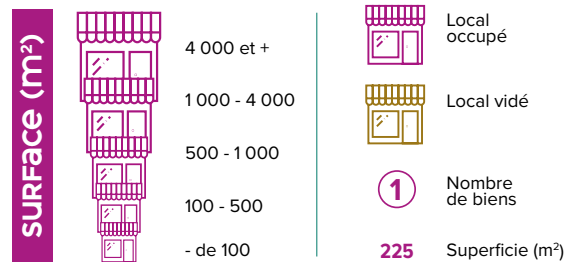 SURFACE (m²)
4 000 et +
1 000 - 4 000
500 - 1 000
100 - 500
- de 100
Local
occupé
Local vidé
1
Nombre
de biens
225
Superficie (m²)